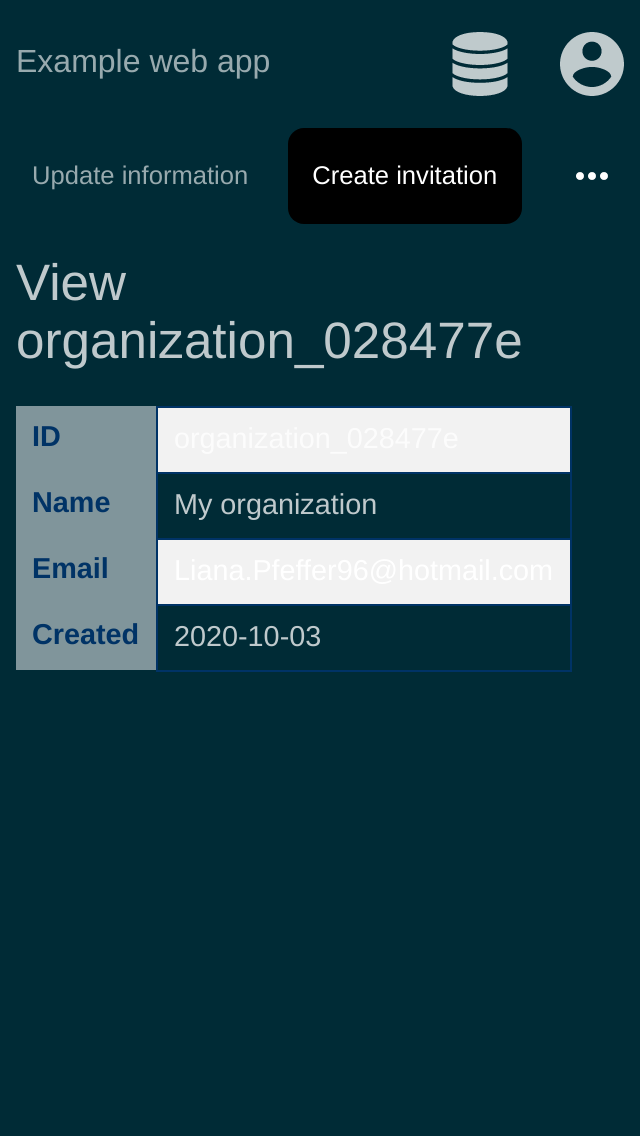 Example web app
Update information
Create invitation
View
organization_028477e
ID organization_028477e
Name My organization
Email Liana.Pfeffer96@hotmail.com
Created 2020-10-03